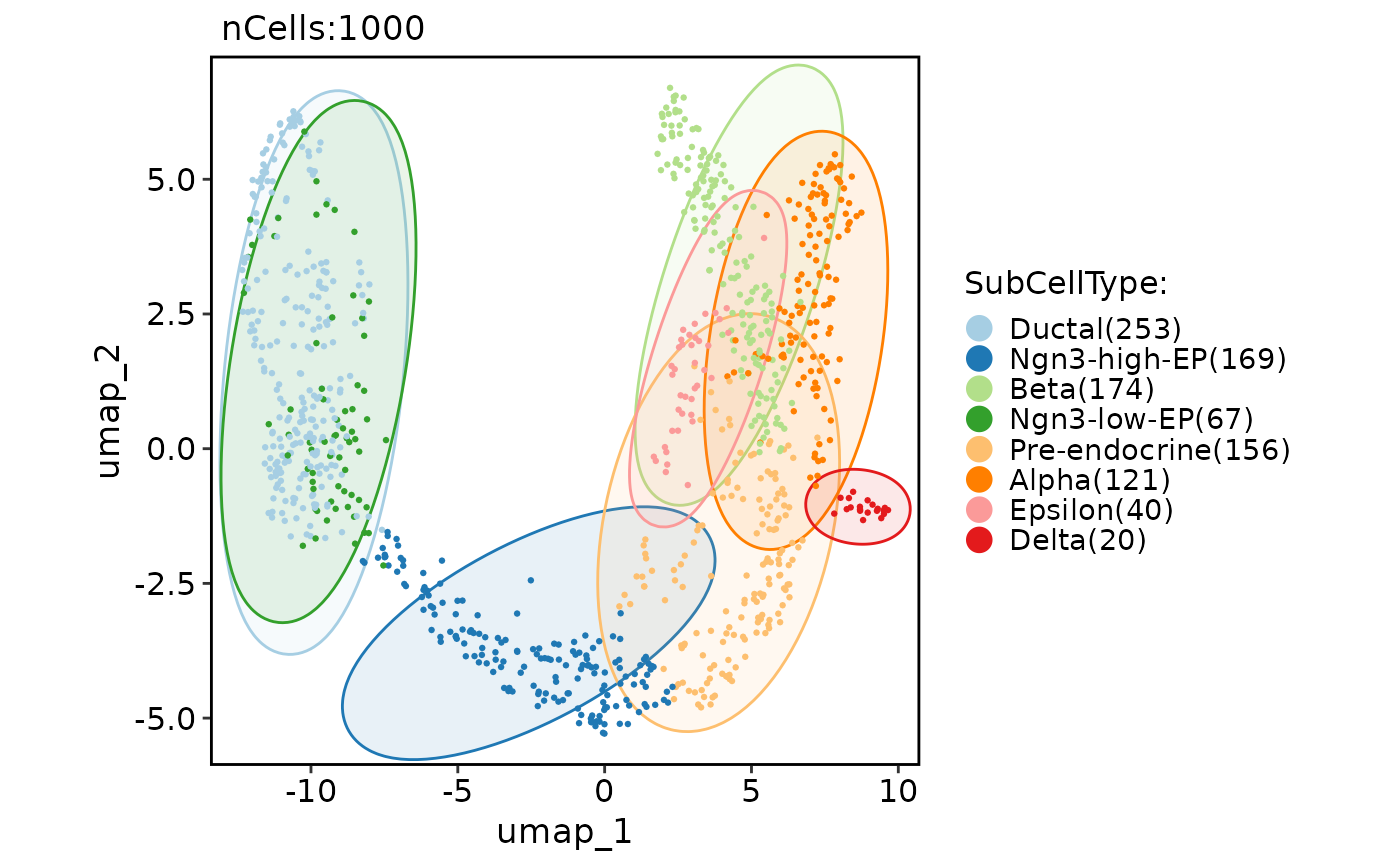 nCells:1000
umap_2
5.0
2.5
0.0
-2.5
-5.0
-10
-5
0
5
10
umap_1
SubCellType:
Ductal(253)
Ngn3-high-EP(169)
Beta(174)
Ngn3-low-EP(67)
Pre-endocrine(156)
Alpha(121)
Epsilon(40)
Delta(20)